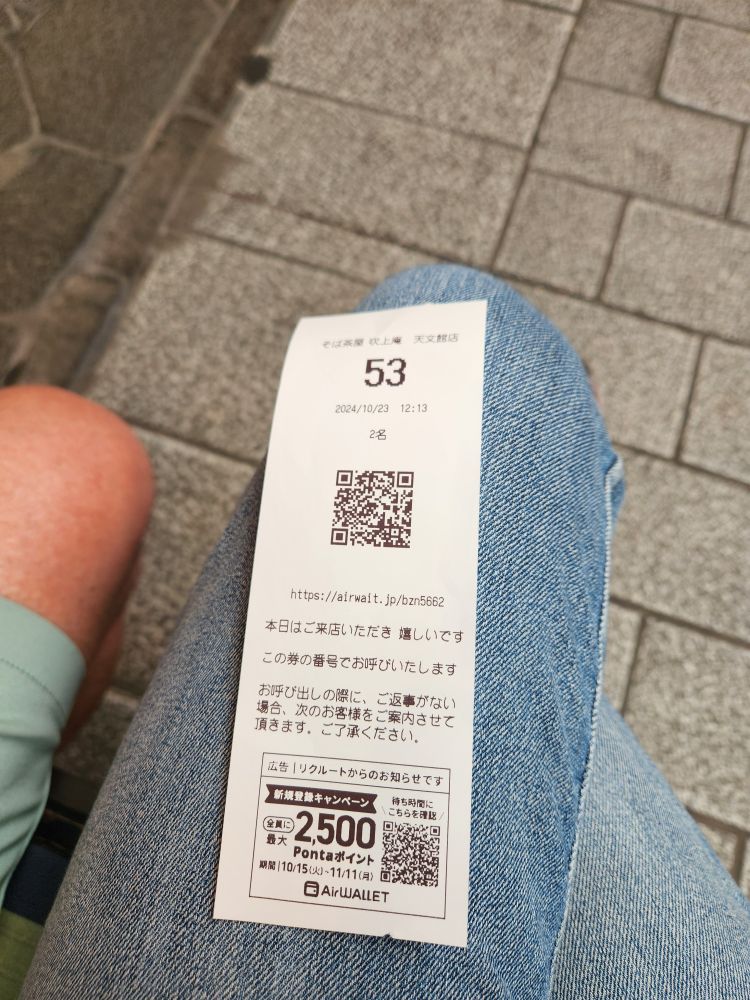 そば茶屋 吹上庵 天文館店
53
2024/10/23 12:13
2名
https://airwait.jp/bzn5662
本日はご来店いただき 嬉しいです
この券の番号でお呼びいたします
お呼び出しの際に、ご返事がない
場合、次のお客様をご案内させて
頂きます。ご了承ください。
広告 | リクルートからのお知らせです
新規登録キャンペーン
全員に
最大 2,500
Pontaポイント
期間 | 10/15(火)~11/11(月)
待ち時間に
こちらを確認
AirWALLET